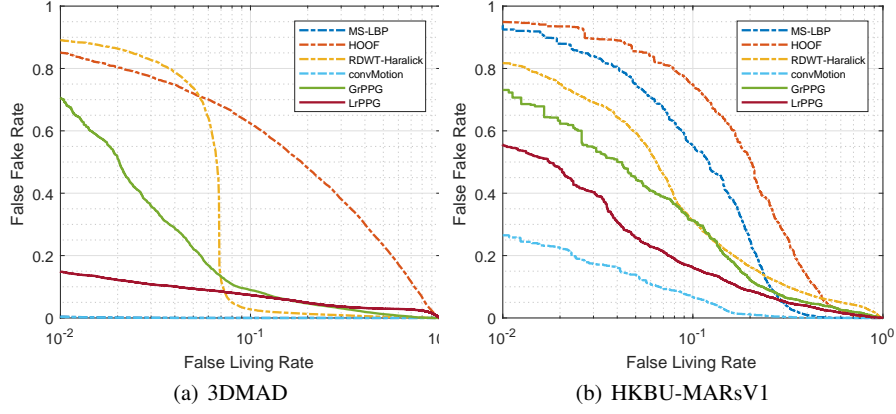 1
0.8
0.6
0.4
0.2
0
False Fake Rate
10-2
10-1
10
False Living Rate
MS-LBP
HOOF
RDWT-Haralick
convMotion
GrPPG
LrPPG
(a) 3DMAD
1
0.8
0.6
0.4
0.2
0
False Fake Rate
10-2
10-1
100
False Living Rate
MS-LBP
HOOF
RDWT-Haralick
convMotion
GrPPG
LrPPG
(b) HKBU-MARsV1